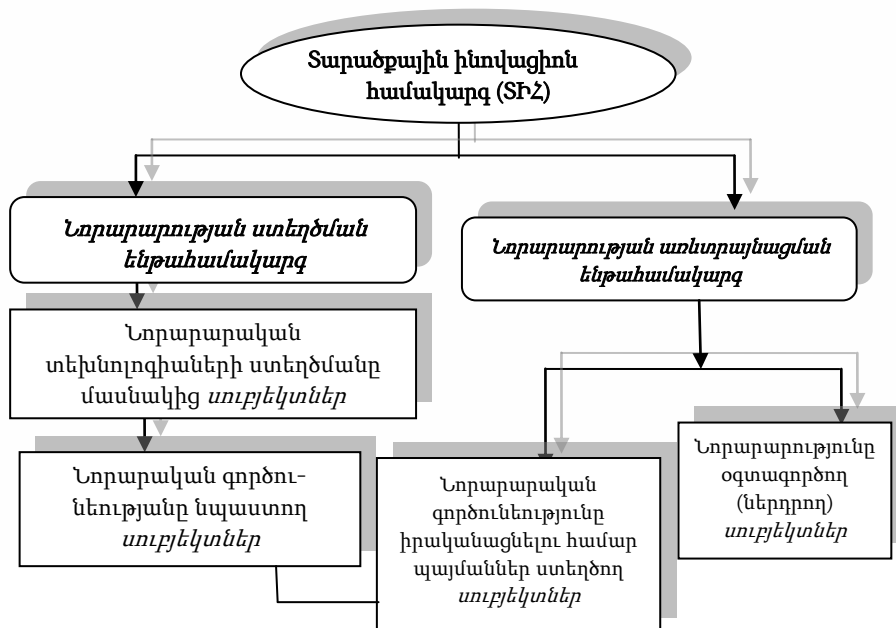 Տարածքային ինովացիոն
համակարգ (ՏԻՀ)
Նորարարության ստեղծման
ենթահամակարգ
Նորարարության առևտրայնացման
ենթահամակարգ
Նորարարական
տեխնոլոգիաների ստեղծմանը
մասնակից սուբյեկտներ
Նորարական գործու-
նեությանը նպաստող
սուբյեկտներ
Նորարարական
գործունեությունը
իրականացնելու համար
պայմաններ ստեղծող
սուբյեկտներ
Նորարարությունը
օգտագործող
(ներդրող)
սուբյեկտներ